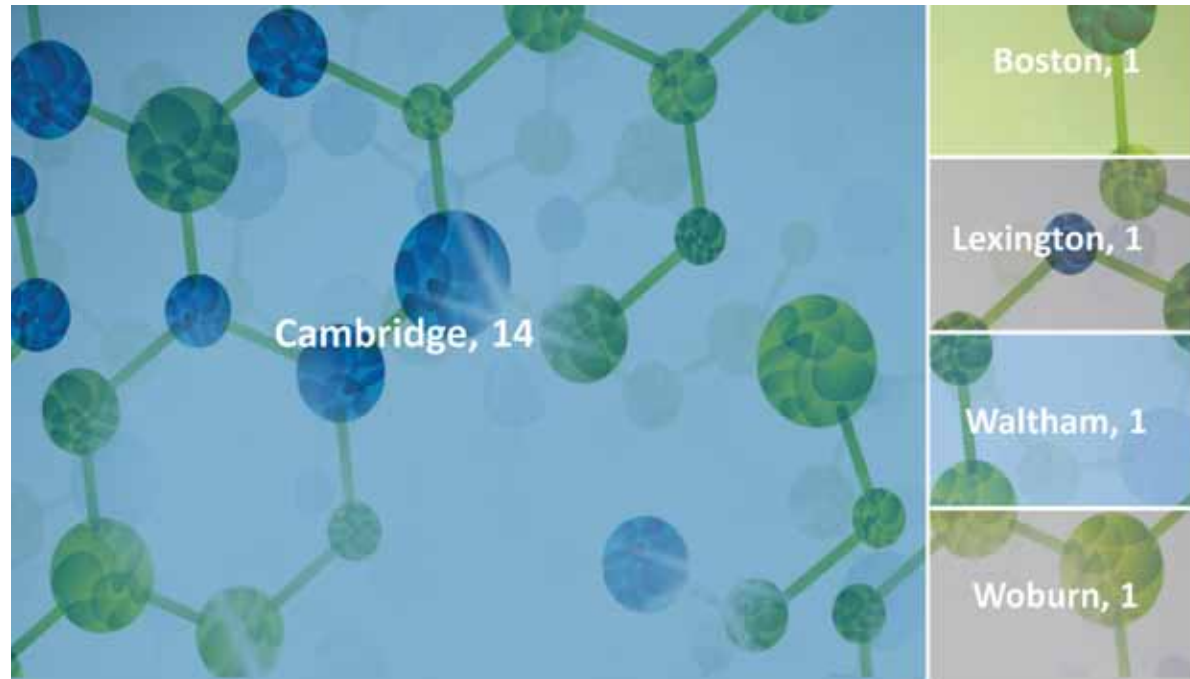 Boston, 1
Lexington, 1
Cambridge, 14
Waltham, 1
Woburn, 1